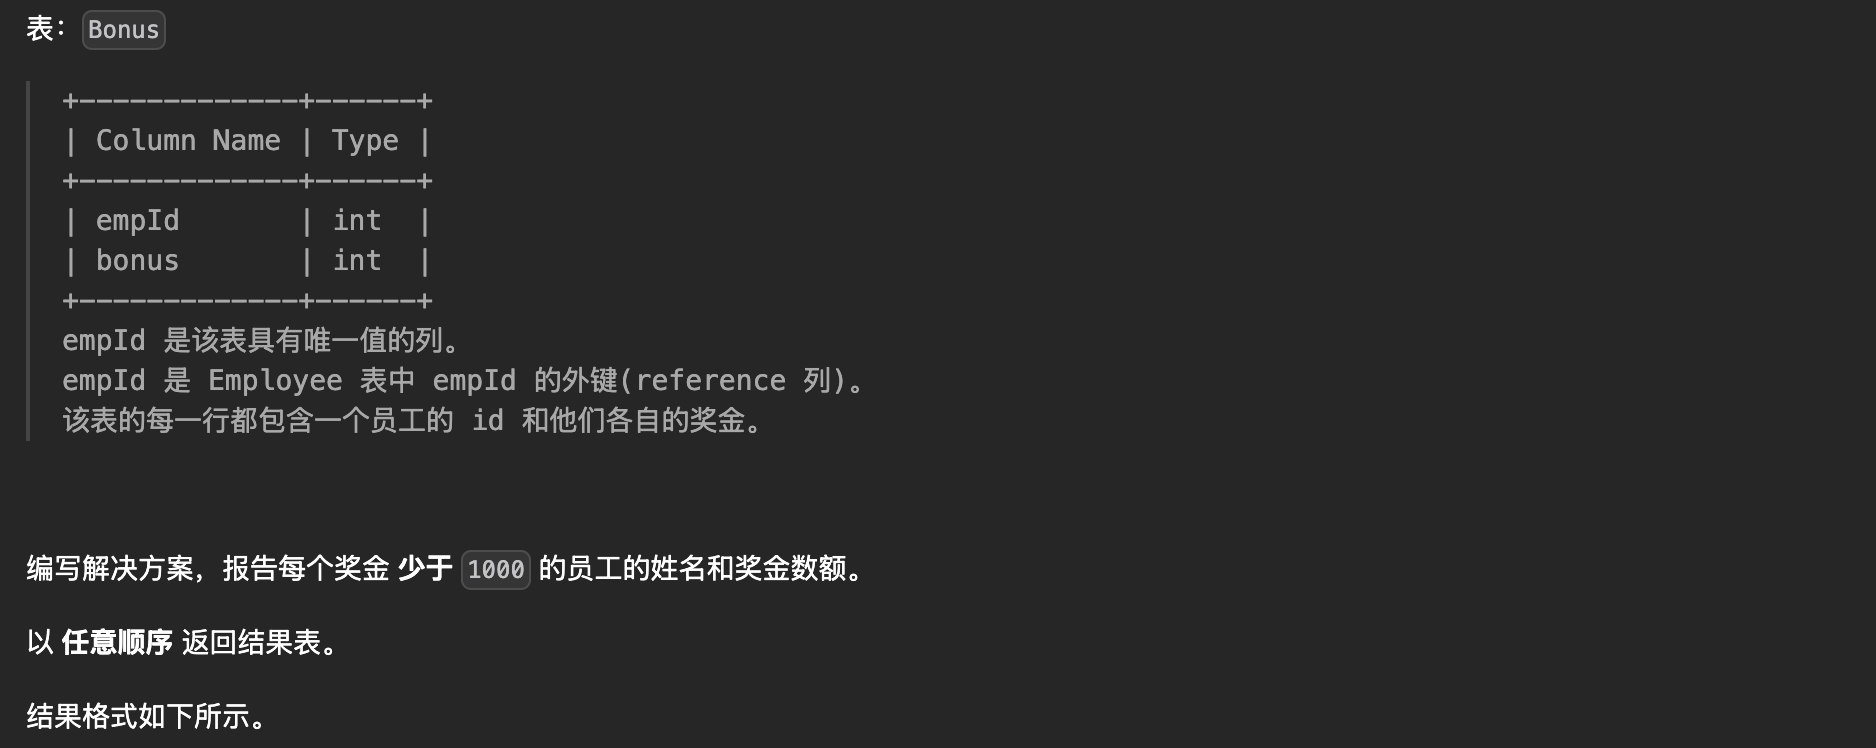 表： Bonus
+-------------+------+
| Column Name | Type |
+-------------+------+
| empId       | int  |
| bonus       | int  |
+-------------+------+
empId 是该表具有唯一值的列。
empId 是 Employee 表中 empId 的外键(reference 列)。
该表的每一行都包含一个员工的 id 和他们各自的奖金。
编写解决方案，报告每个奖金 少于 1000 的员工的姓名和奖金数额。
以 任意顺序 返回结果表。
结果格式如下所示。